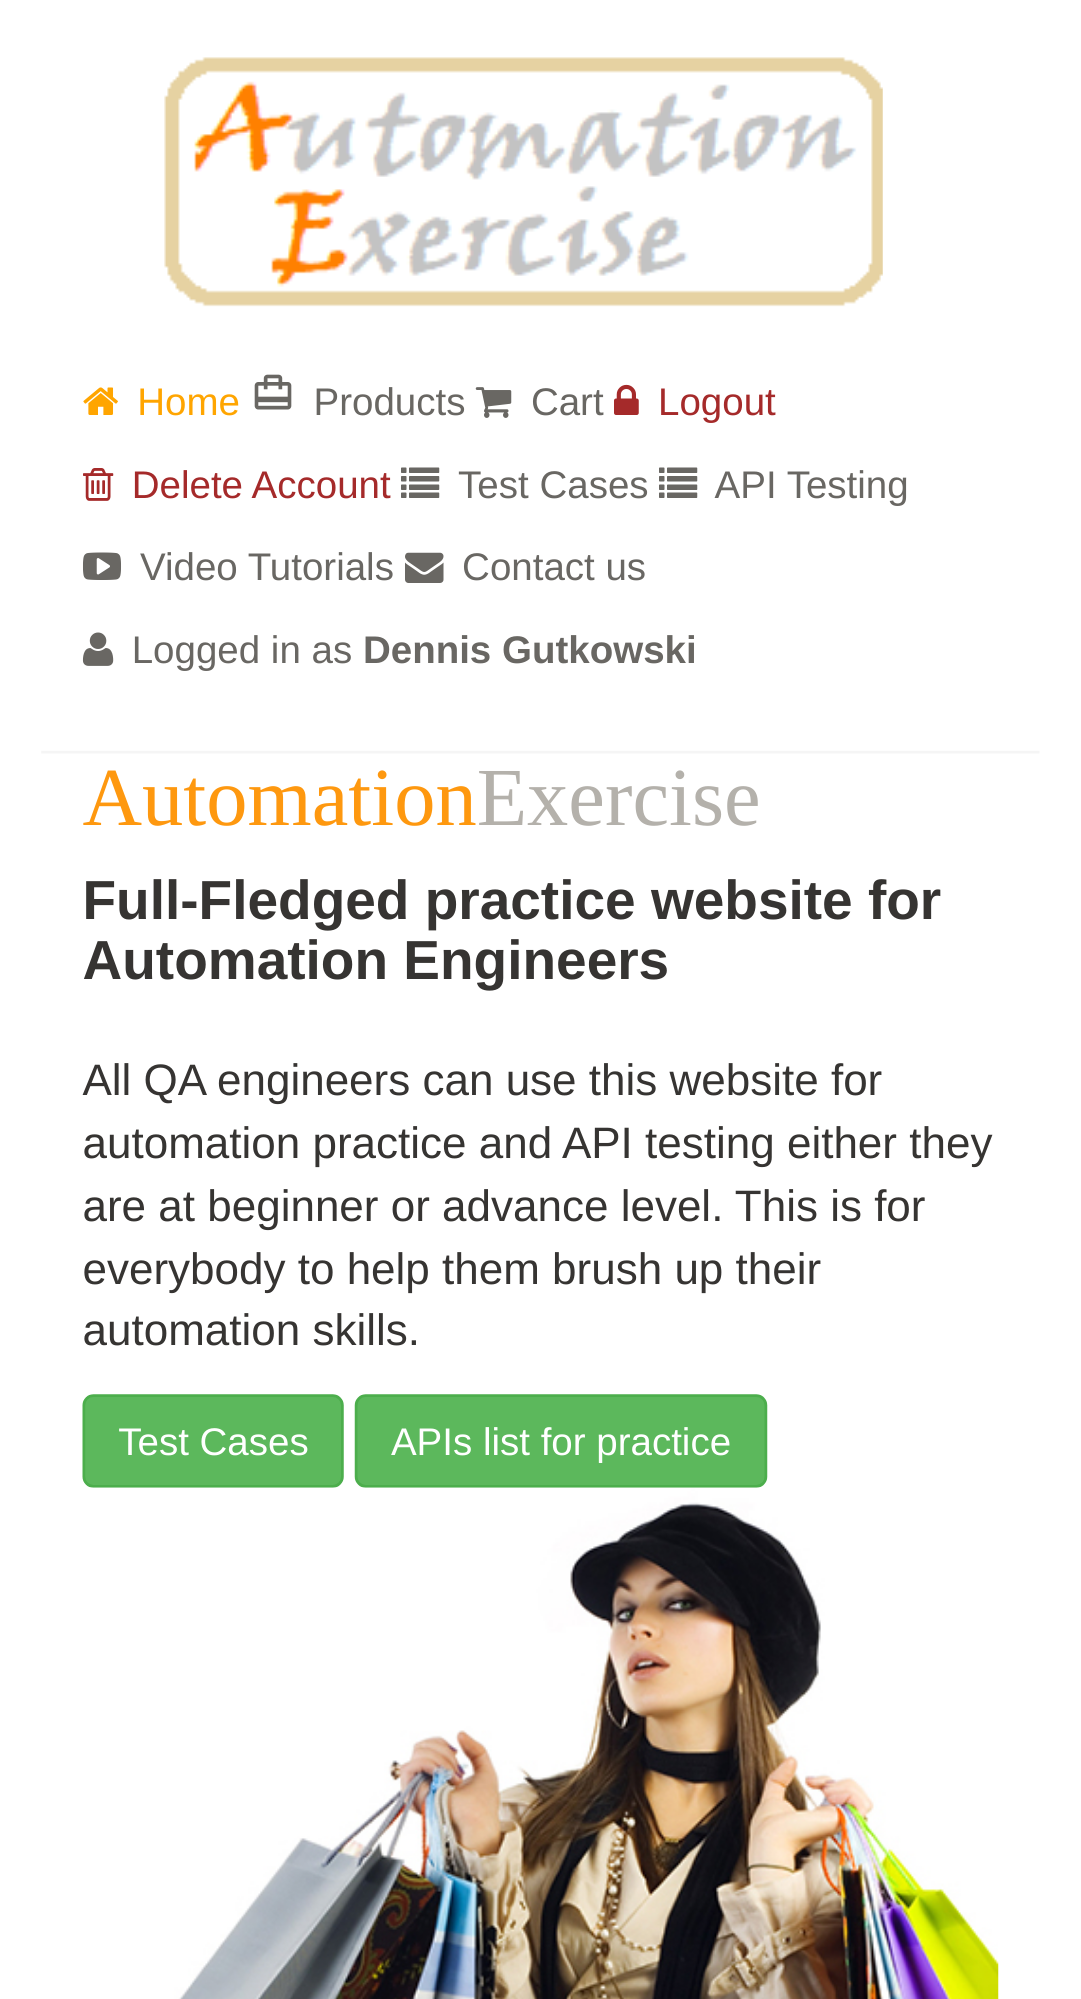 Automation
Exercise
Home Products Cart Logout
Delete Account Test Cases API Testing
Video Tutorials Contact us
Logged in as Dennis Gutkowski
AutomationExercise
Full-Fledged practice website for
Automation Engineers
All QA engineers can use this website for
automation practice and API testing either they
are at beginner or advance level. This is for
everybody to help them brush up their
automation skills.
Test Cases APIs list for practice